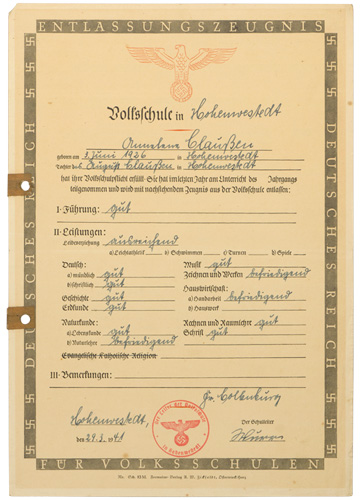 ENTLASSUNGSZEUGNIS
DEUTSCHES REICH
DEUTSCHES REICH
Volksschule in Hohenwestedt
Annelene Claußen
geboren am 1. Juni 1926 in Hohenwestedt
Tochter des August Claußen in Hohenwestedt
hat ihre Volksschulpflicht erfüllt. Sie hat im letzten Jahr am Unterricht des Jahrgangs
teilgenommen und wird mit nachstehendem Zeugnis aus der Volksschule entlassen:
I. Führung: gut
II. Leistungen:
Leibeserziehung ausreichend
a) Leichtathletik b) Schwimmen c) Turnen d) Spiele
Deutsch:
a) mündlich gut
b) schriftlich gut
Geschichte gut
Erdkunde gut
Naturkunde:
a) Lebenskunde gut
b) Naturlehre befriedigend
Musik gut
Zeichnen und Werken befriedigend
Hauswirtschaft:
a) Handarbeit befriedigend
b) Hauswerk
Rechnen und Raumlehre gut
Schrift gut
Evangelische Katholische Religion
III. Bemerkungen:
Hohenwestedt,
den 29.3.1941
Der Schulleiter
FÜR VOLKSSCHULEN